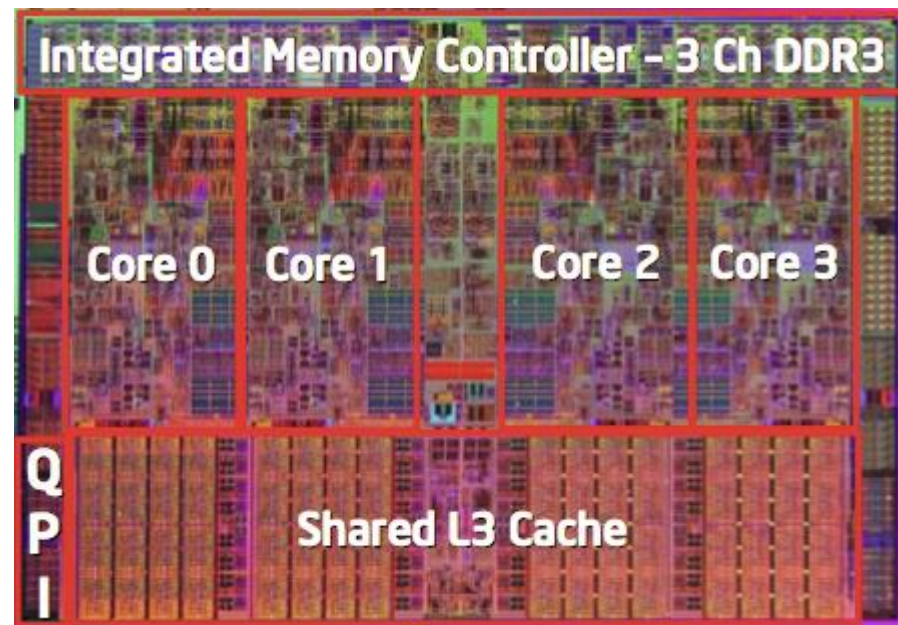 Integrated Memory Controller - 3 Ch DDR3
Core 0
Core 1
Core 2
Core 3
Q
P
I
Shared L3 Cache